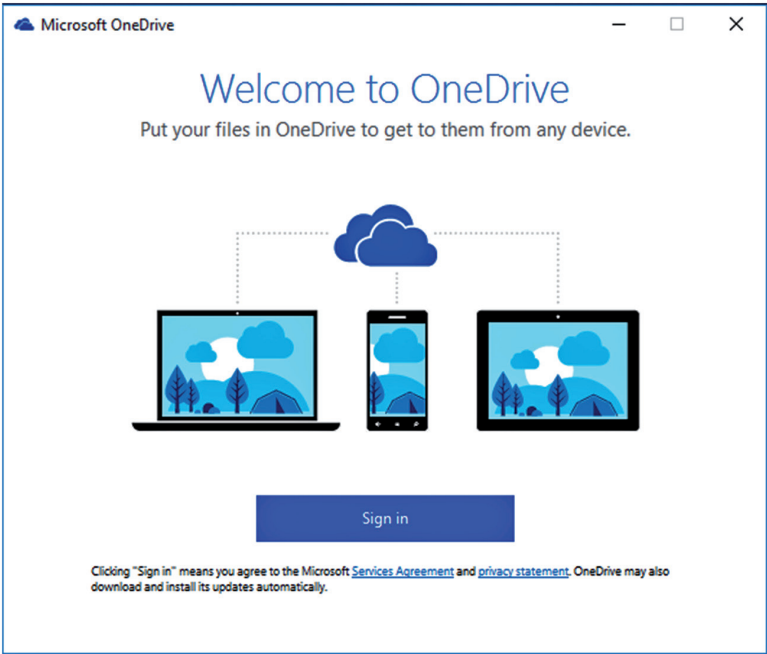 Microsoft OneDrive
Welcome to OneDrive
Put your files in OneDrive to get to them from any device.
Sign in
Clicking "Sign in" means you agree to the Microsoft Services Agreement and privacy statement. OneDrive may also
download and install its updates automatically.